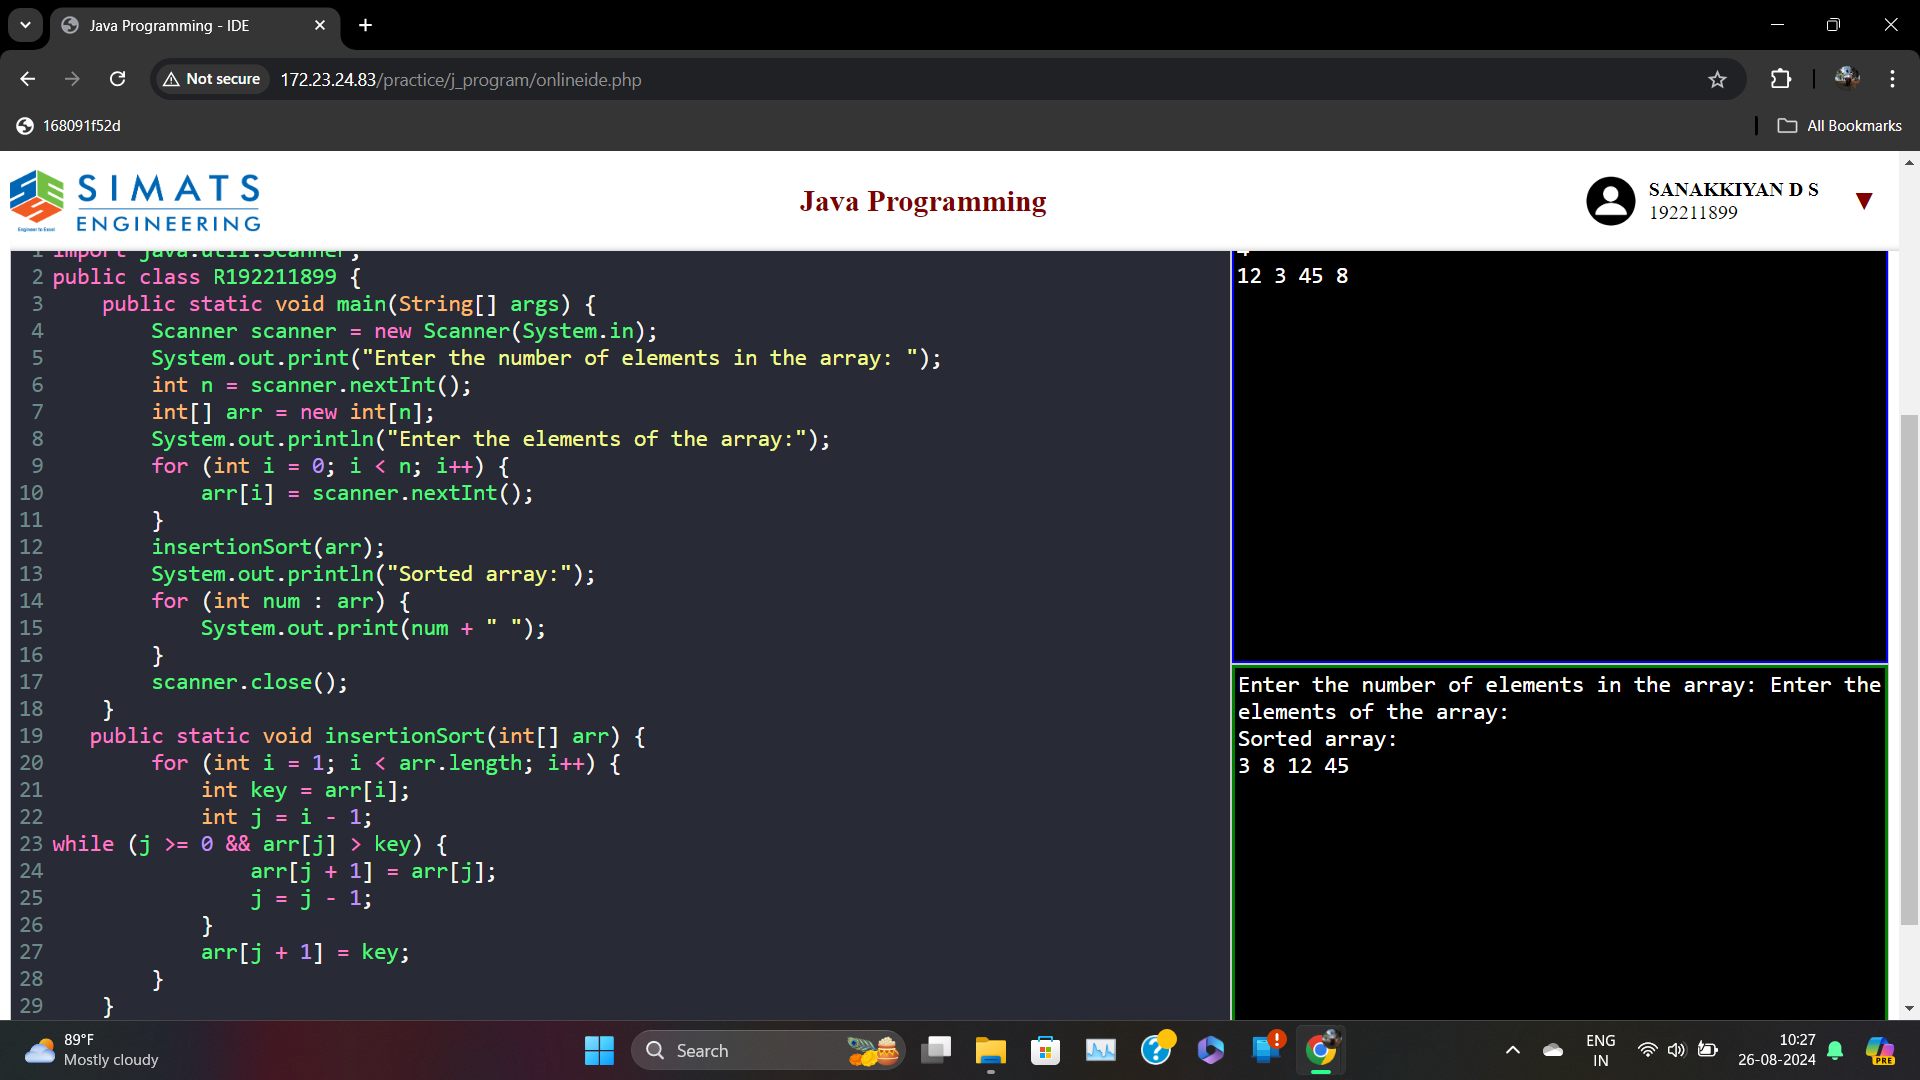 Java Programming - IDE
Not secure
172.23.24.83/practice/j_program/onlineide.php
168091f52d
All Bookmarks
SIMATS
ENGINEERING
Engineer to Excel
Java Programming
SANAKKIYAN D S
192211899
1 import java.util.Scanner;
2 public class R192211899 {
3 public static void main(String[] args) {
4 Scanner scanner = new Scanner(System.in);
5 System.out.print("Enter the number of elements in the array: ");
6 int n = scanner.nextInt();
7 int[] arr = new int[n];
8 System.out.println("Enter the elements of the array:");
9 for (int i = 0; i < n; i++) {
10 arr[i] = scanner.nextInt();
11 }
12 insertionSort(arr);
13 System.out.println("Sorted array:");
14 for (int num : arr) {
15 System.out.print(num + " ");
16 }
17 scanner.close();
18 }
19 public static void insertionSort(int[] arr) {
20 for (int i = 1; i < arr.length; i++) {
21 int key = arr[i];
22 int j = i - 1;
23 while (j >= 0 && arr[j] > key) {
24 arr[j + 1] = arr[j];
25 j = j - 1;
26 }
27 arr[j + 1] = key;
28 }
29 }
4
12 3 45 8
Enter the number of elements in the array: Enter the
elements of the array:
Sorted array:
3 8 12 45
89°F
Mostly cloudy
Search
ENG
IN
10:27
26-08-2024
PRE